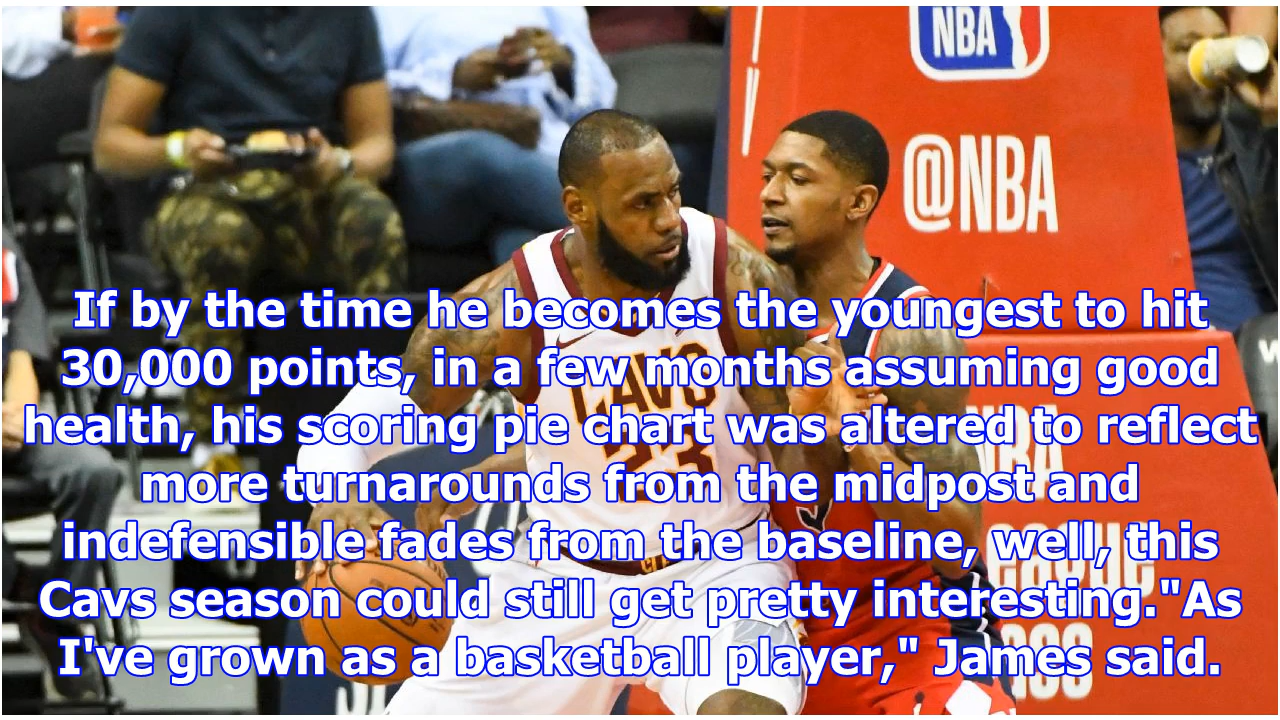 NBA
@NBA
If by the time he becomes the youngest to hit
30,000 points, in a few months assuming good
health, his scoring pie chart was altered to reflect
more turnarounds from the midpost and
indefensible fades from the baseline, well, this
Cavs season could still get pretty interesting."As
I've grown as a basketball player," James said.
CAVS
23
NBA